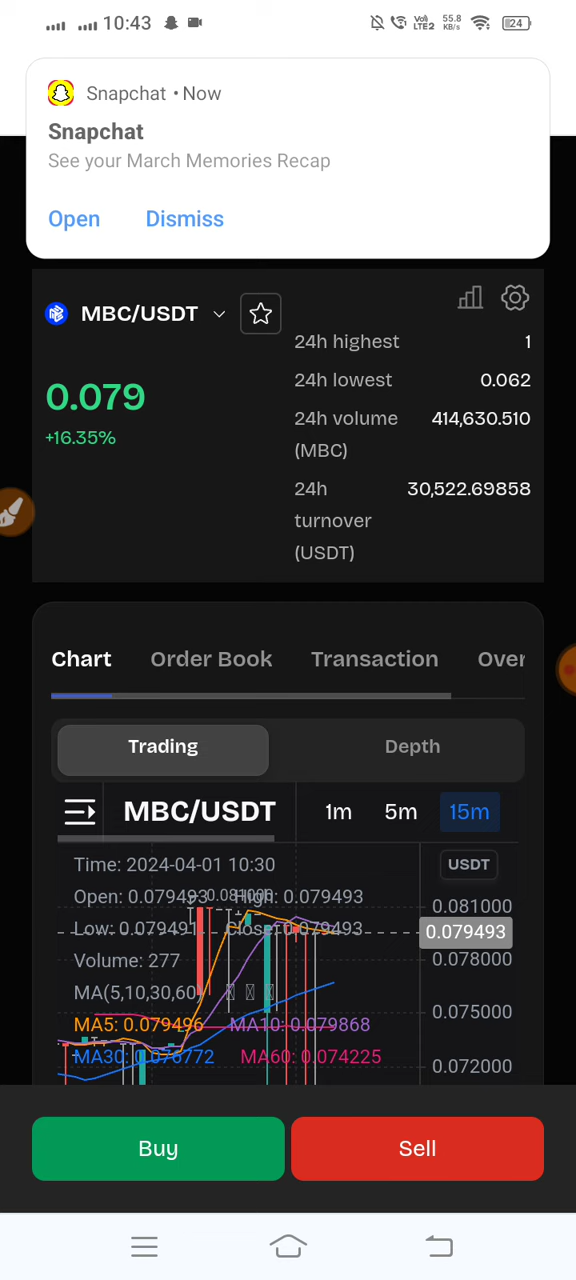 10:43 Vo) LTE2 55.8 KB/s 24
Snapchat • Now
Snapchat
See your March Memories Recap
Open Dismiss
MBC/USDT
24h highest 1
0.079
24h lowest 0.062
+16.35%
24h volume (MBC) 414,630.510
24h turnover (USDT) 30,522.69858
Chart Order Book Transaction Over
Trading Depth
MBC/USDT 1m 5m 15m
Time: 2024-04-01 10:30 USDT
Open: 0.079493 0.081000 High: 0.079493 0.081000
Low: 0.079491 Close: 0.079493 0.079493
Volume: 277 0.078000
MA(5,10,30,60)
MA5: 0.079496 MA10: 0.079868 0.075000
MA30: 0.076772 MA60: 0.074225 0.072000
Buy Sell